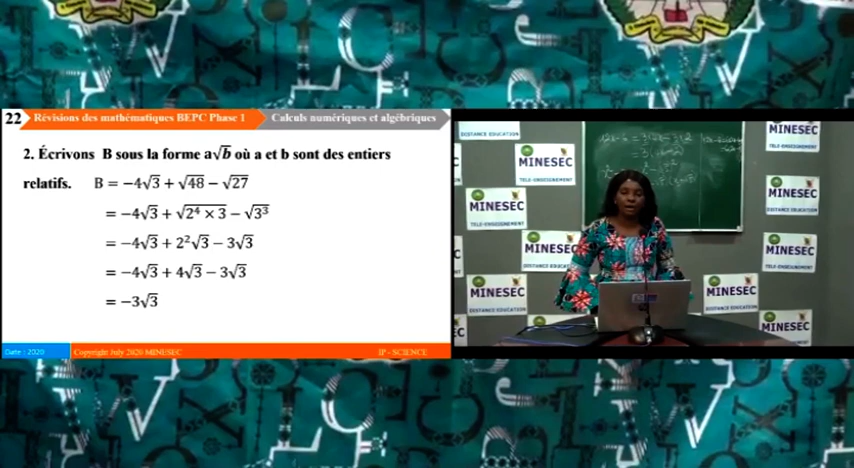 22 Révisions des mathématiques BEPC Phase 1 Calculs numériques et algébriques
2. Écrivons B sous la forme a√b où a et b sont des entiers
relatifs. B = −4√3 + √48 − √27
= −4√3 + √(2⁴ × 3) − √(3³)
= −4√3 + 2²√3 − 3√3
= −4√3 + 4√3 − 3√3
= −3√3
Date : 2020 Copyright July 2020 MINESEC IP - SCIENCE
DISTANCE EDUCATION
MINESEC
TELE-ENSEIGNEMENT
MINESEC
TELE-ENSEIGNEMENT
MINESEC
DISTANCE EDUCATION
MINESEC
TELE-ENSEIGNEMENT
MINESEC
DISTANCE EDUCAT
MINESEC
TELE-ENSEIGNEMENT
MINESEC
MINESEC
DISTANCE EDUCATION
MINESEC